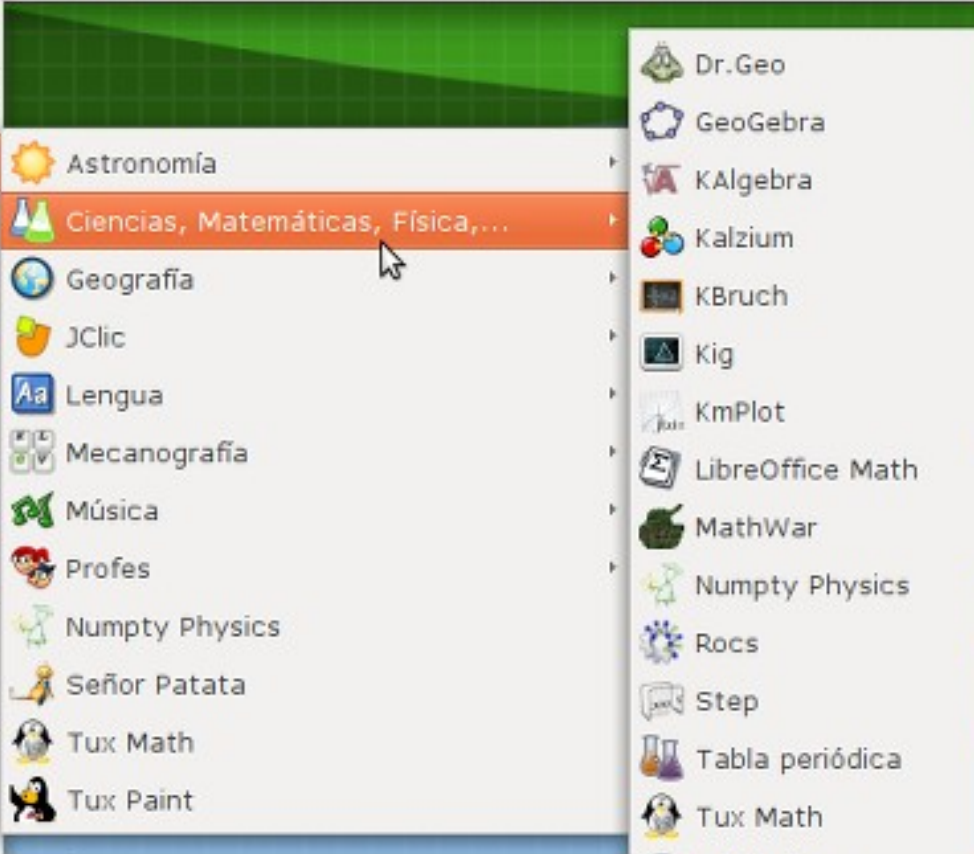 Astronomía
Ciencias, Matemáticas, Física,...
Geografía
JClic
Lengua
Mecanografía
Música
Profes
Numpty Physics
Señor Patata
Tux Math
Tux Paint
Dr.Geo
GeoGebra
KAlgebra
Kalzium
KBruch
Kig
KmPlot
LibreOffice Math
MathWar
Numpty Physics
Rocs
Step
Tabla periódica
Tux Math